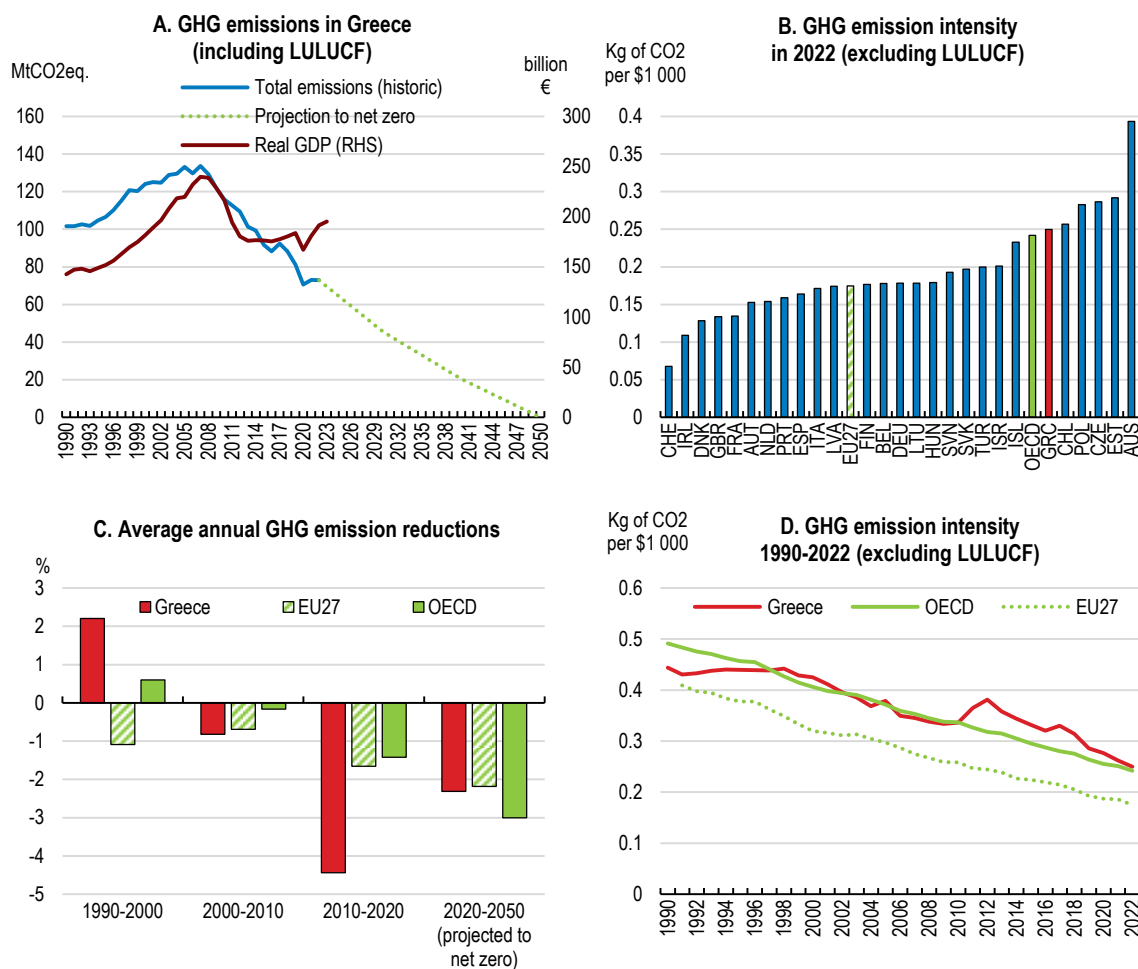 A. GHG emissions in Greece
(including LULUCF)
MtCO2eq.
billion
€
Total emissions (historic)
Projection to net zero
Real GDP (RHS)
160
140
120
100
80
60
40
20
0
300
250
200
150
100
50
0
1990
1993
1996
1999
2002
2005
2008
2011
2014
2017
2020
2023
2026
2029
2032
2035
2038
2041
2044
2047
2050
B. GHG emission intensity
in 2022 (excluding LULUCF)
Kg of CO2
per $1 000
0.4
0.35
0.3
0.25
0.2
0.15
0.1
0.05
0
CHE
IRL
DNK
GBR
FRA
AUT
NLD
PRT
ESP
ITA
LVA
EU27
FIN
BEL
DEU
LTU
HUN
SVN
SVK
TUR
ISR
ISL
OECD
GRC
CHL
POL
CZE
EST
AUS
C. Average annual GHG emission reductions
%
Greece
EU27
OECD
3
2
1
0
-1
-2
-3
-4
-5
1990-2000
2000-2010
2010-2020
2020-2050
(projected to
net zero)
D. GHG emission intensity
1990-2022 (excluding LULUCF)
Kg of CO2
per $1 000
Greece
OECD
EU27
0.6
0.5
0.4
0.3
0.2
0.1
0
1990
1992
1994
1996
1998
2000
2002
2004
2006
2008
2010
2012
2014
2016
2018
2020
2022